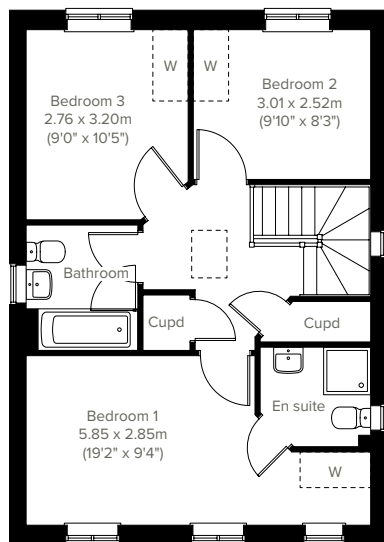 W
W
Bedroom 3
2.76 x 3.20m
(9'0" x 10'5")
Bedroom 2
3.01 x 2.52m
(9'10" x 8'3")
Bathroom
Cupd
Cupd
Bedroom 1
5.85 x 2.85m
(19'2" x 9'4")
En suite
W